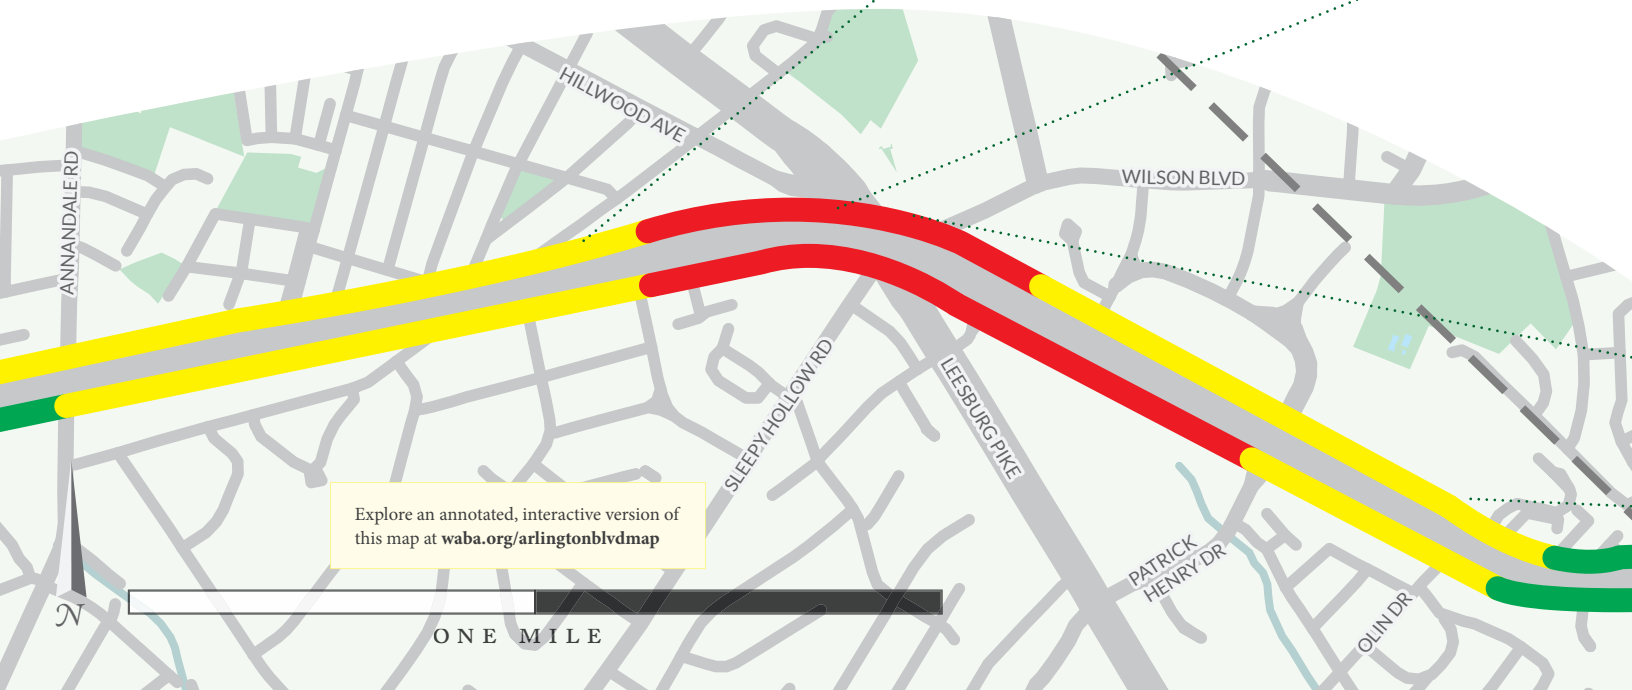 HILLWOOD AVE
WILSON BLVD
ANNANDALE RD
SLEEPY HOLLOW RD
LEESBURG PIKE
Explore an annotated, interactive version of
this map at waba.org/arlingtonblvdmap
PATRICK
HENRY DR
OLIN DR
N
ONE MILE